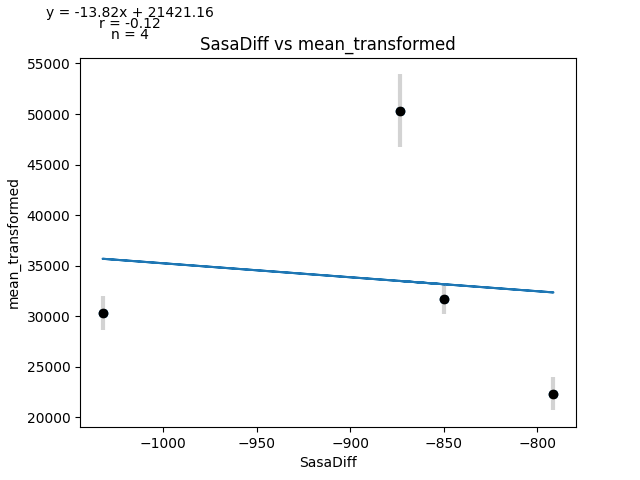 y = -13.82x + 21421.16
r = -0.12
n = 4
SasaDiff vs mean_transformed
55000
50000
45000
40000
35000
30000
25000
20000
mean_transformed
−1000
−950
−900
−850
−800
SasaDiff